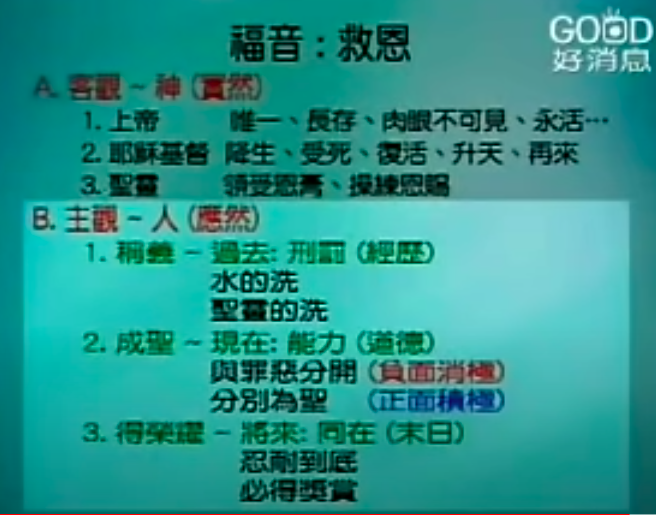 福音：救恩
GOOD
好消息
A. 客觀 ~ 神 (實然)
1. 上帝 唯一、長存、肉眼不可見、永活…
2. 耶穌基督 降生、受死、復活、升天、再來
3. 聖靈 領受恩膏、操練恩賜
B. 主觀 ~ 人 (應然)
1. 稱義 ~ 過去: 刑罰 (經歷)
水的洗
聖靈的洗
2. 成聖 ~ 現在: 能力 (道德)
與罪惡分開 (負面消極)
分別為聖 (正面積極)
3. 得榮耀 ~ 將來: 同在 (末日)
忍耐到底
必得獎賞